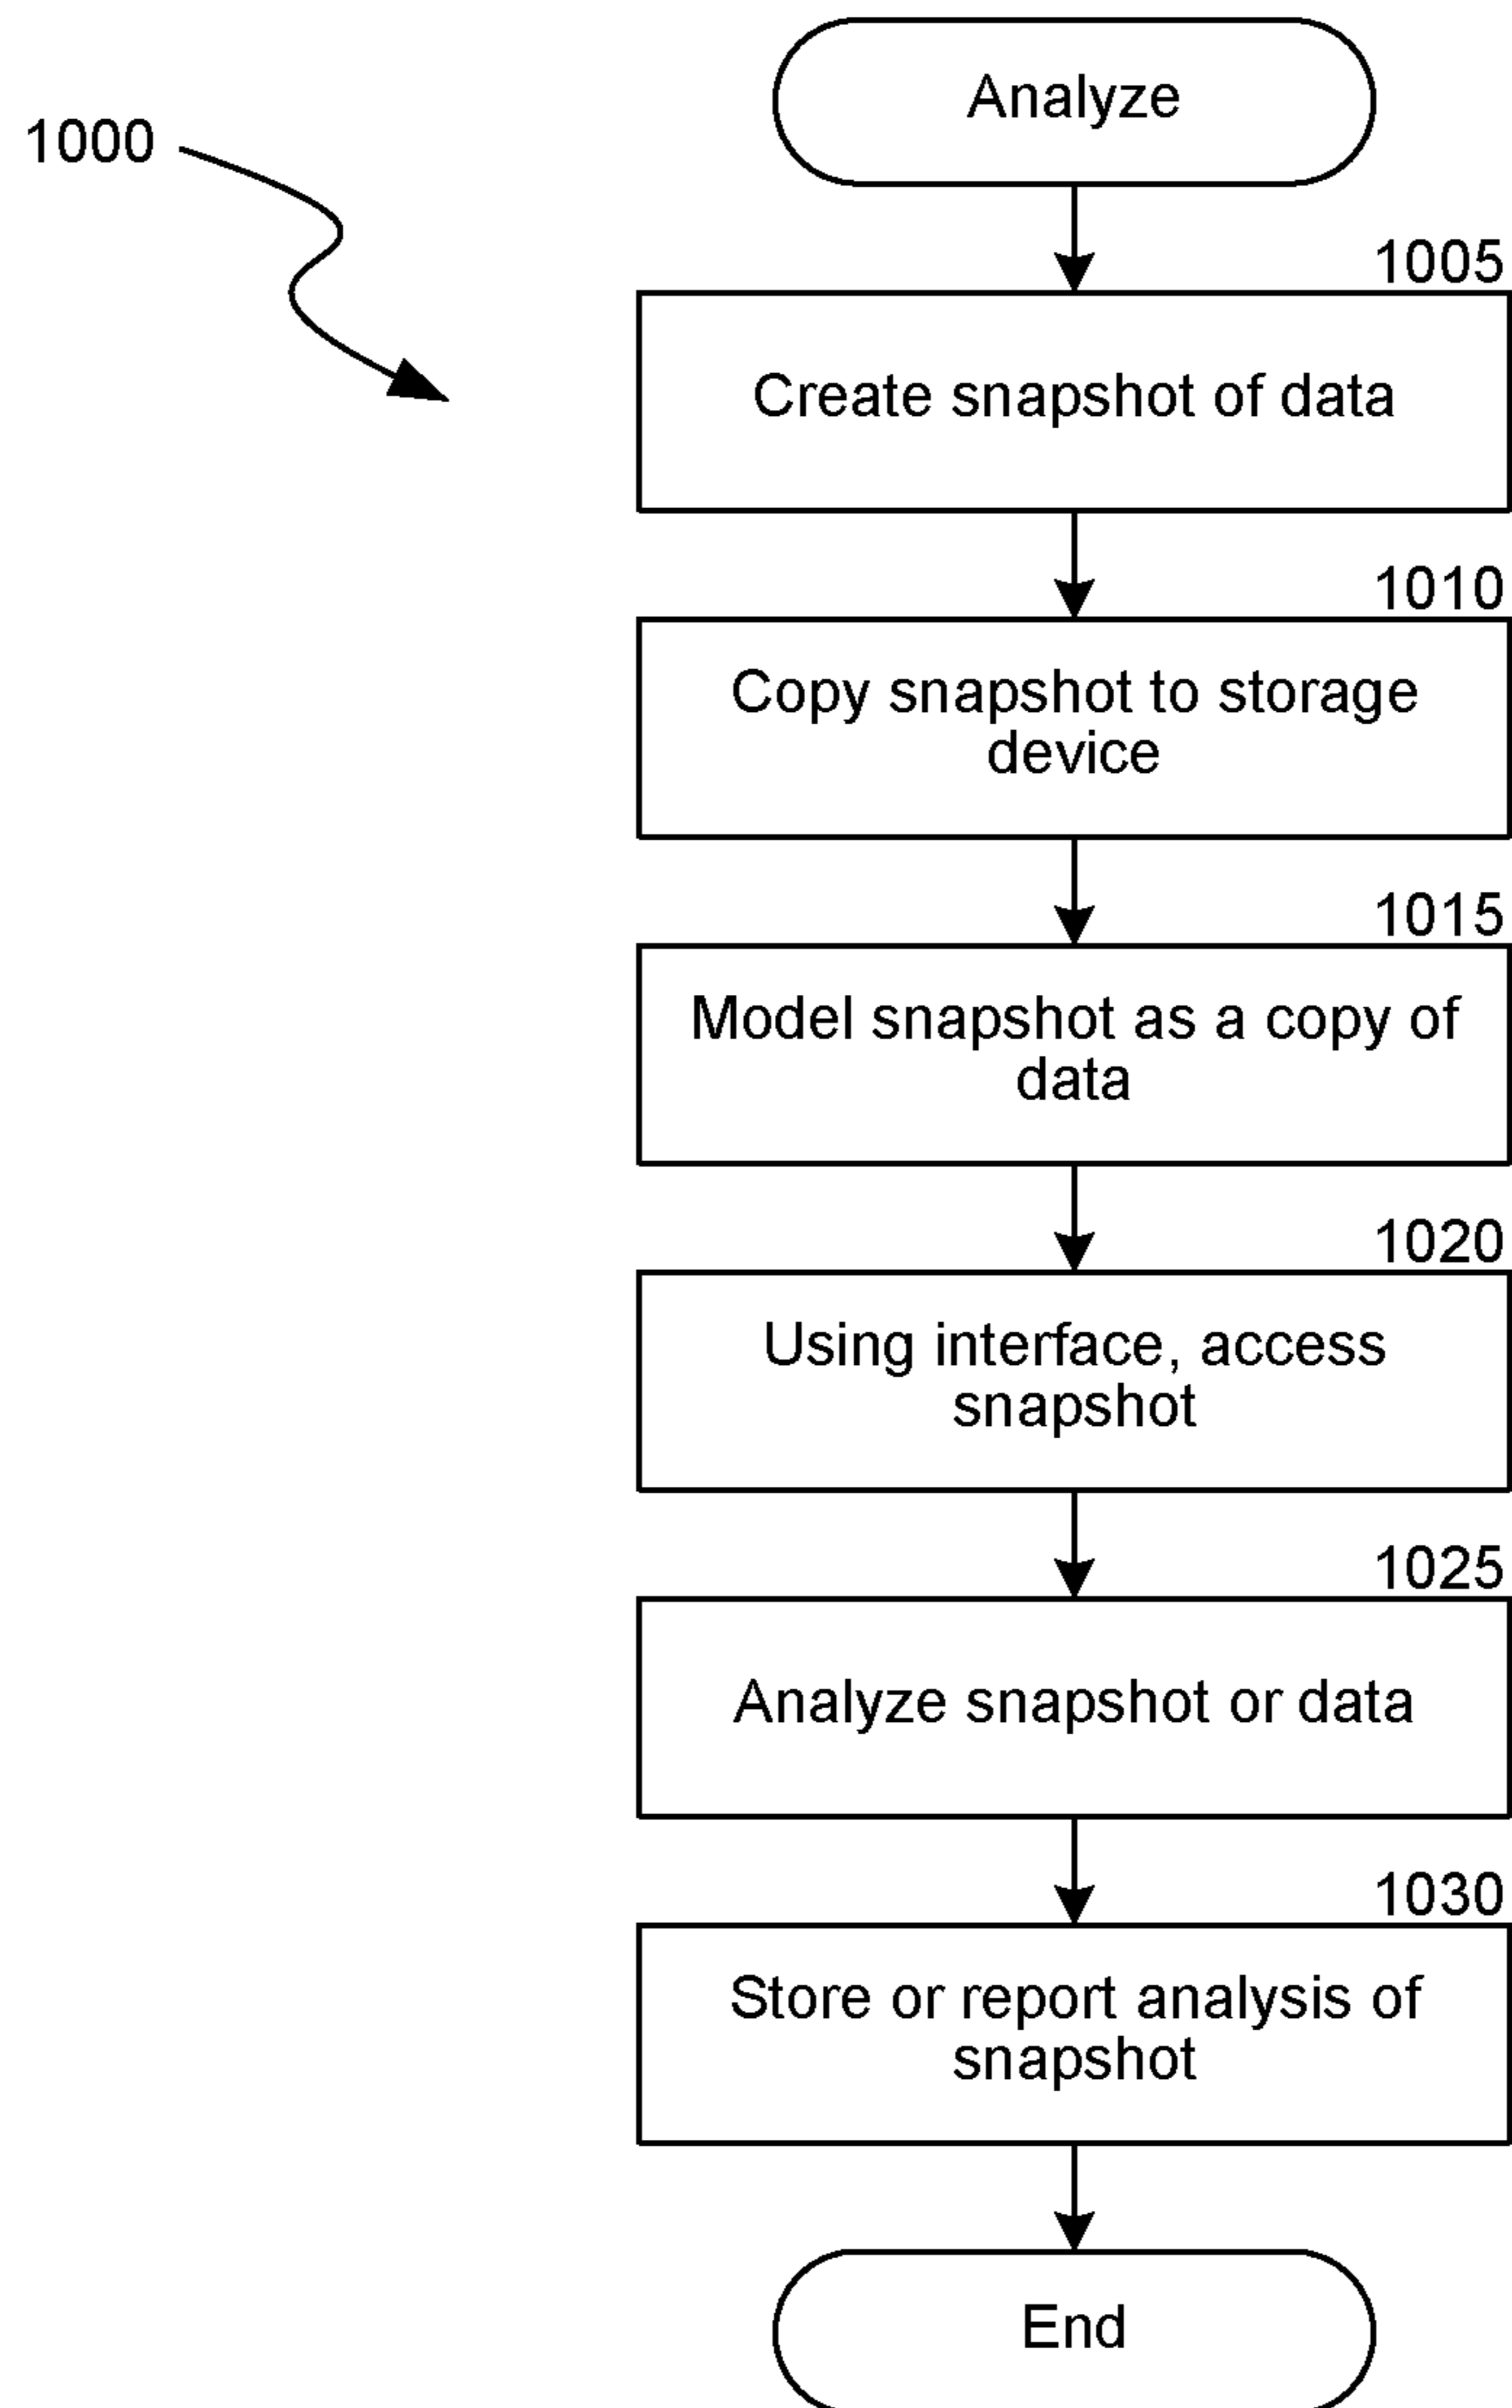 Analyze
1000
1005
Create snapshot of data
1010
Copy snapshot to storage
device
1015
Model snapshot as a copy of
data
1020
Using interface, access
snapshot
1025
Analyze snapshot or data
1030
Store or report analysis of
snapshot
End